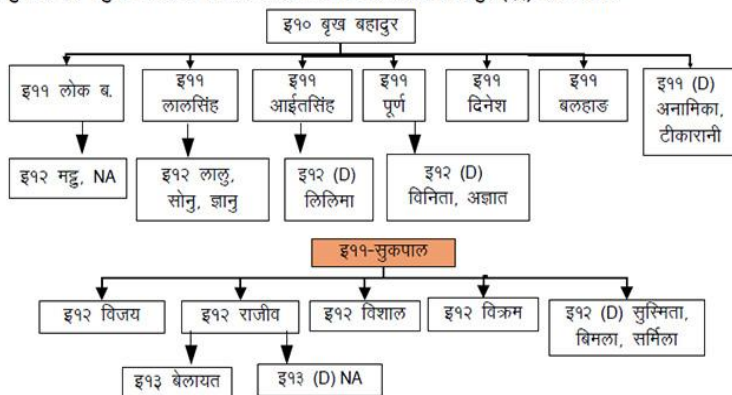 इ१० बृख बहादुर
इ११ लोक ब.
इ११
लालसिंह
इ११
आईतसिंह
इ११
पूर्ण
इ११
दिनेश
इ११
बलहाङ
इ११ (D)
अनामिका,
टीकारानी
इ१२ मट्टु, NA
इ१२ लालु,
सोनु, ज्ञानु
इ१२ (D)
लिलिमा
इ१२ (D)
विनिता, अज्ञात
इ११-सुकपाल
इ१२ विजय
इ१२ राजीव
इ१२ विशाल
इ१२ विक्रम
इ१२ (D) सुस्मिता,
बिमला, सर्मिला
इ१३ बेलायत
इ१३ (D) NA